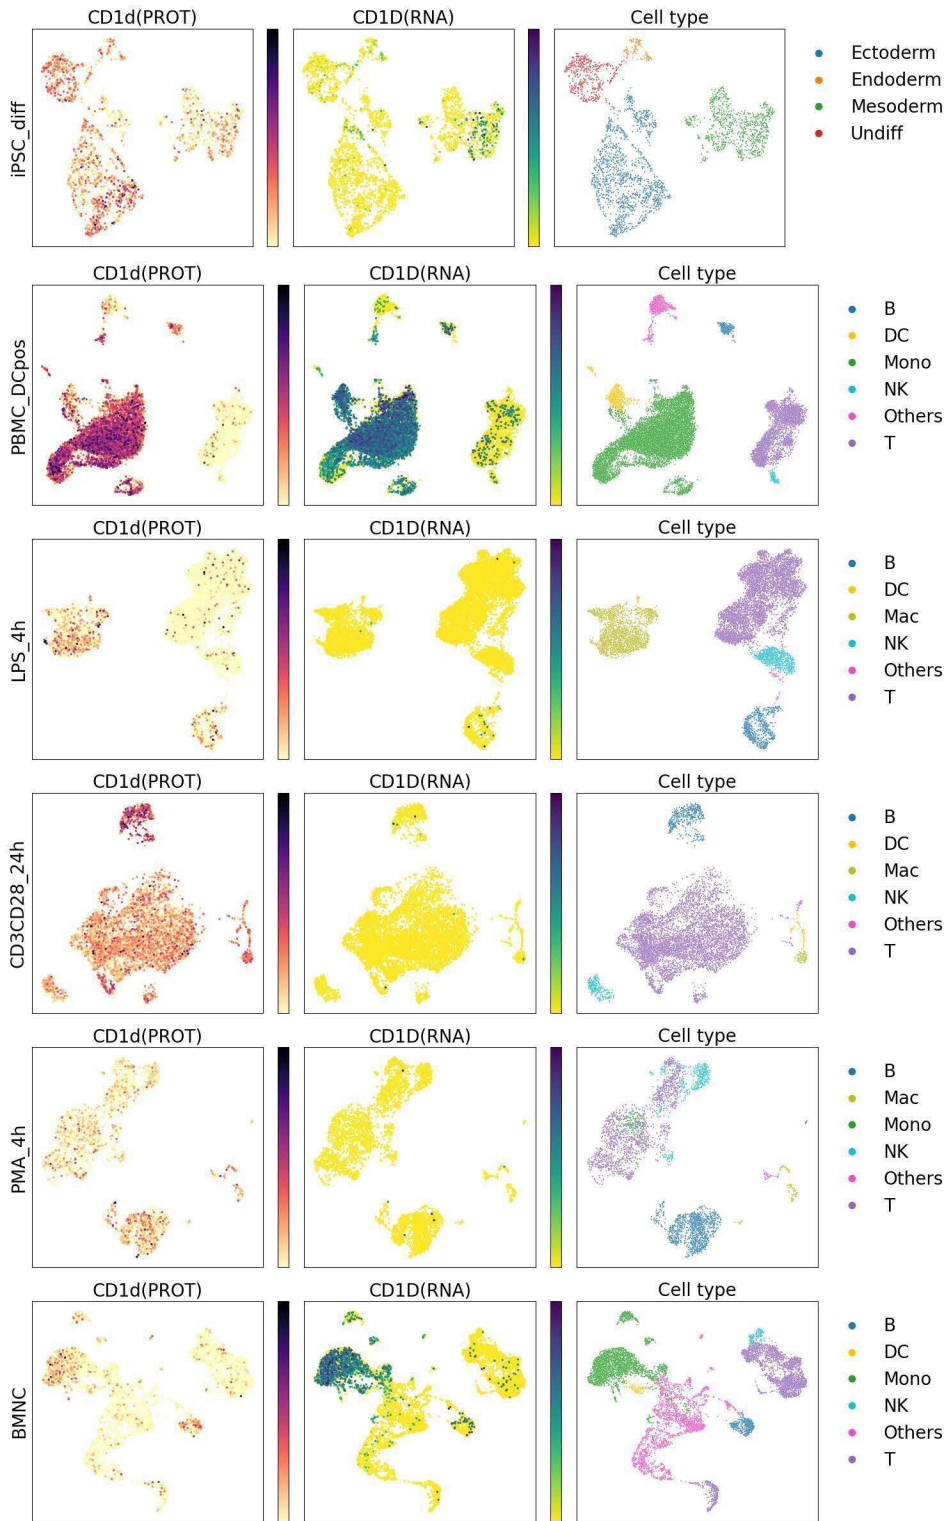 CD1d(PROT) CD1D(RNA) Cell type
iPSC_diff
Ectoderm
Endoderm
Mesoderm
Undiff
CD1d(PROT) CD1D(RNA) Cell type
PBMC_DCpos
B
DC
Mono
NK
Others
T
CD1d(PROT) CD1D(RNA) Cell type
LPS_4h
B
DC
Mac
NK
Others
T
CD1d(PROT) CD1D(RNA) Cell type
CD3CD28_24h
B
DC
Mac
NK
Others
T
CD1d(PROT) CD1D(RNA) Cell type
PMA_4h
B
Mac
Mono
NK
Others
T
CD1d(PROT) CD1D(RNA) Cell type
BMNC
B
DC
Mono
NK
Others
T